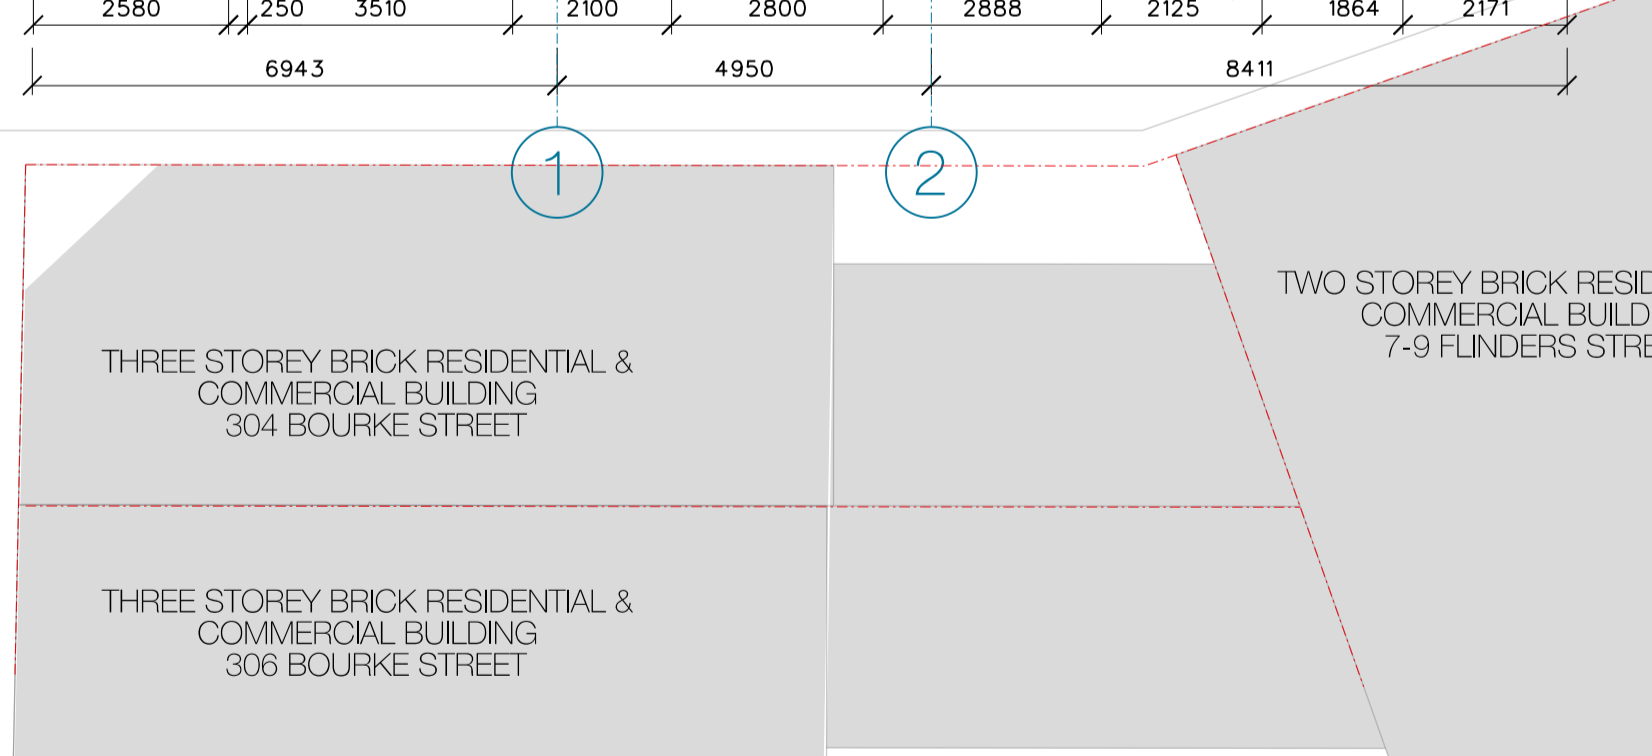 2580 250 3510 2100 2800 2888 2125 1864 2171
6943 4950 8411
1 2
THREE STOREY BRICK RESIDENTIAL &
COMMERCIAL BUILDING
304 BOURKE STREET
TWO STOREY BRICK RESID
COMMERCIAL BUILD
7-9 FLINDERS STRE
THREE STOREY BRICK RESIDENTIAL &
COMMERCIAL BUILDING
306 BOURKE STREET